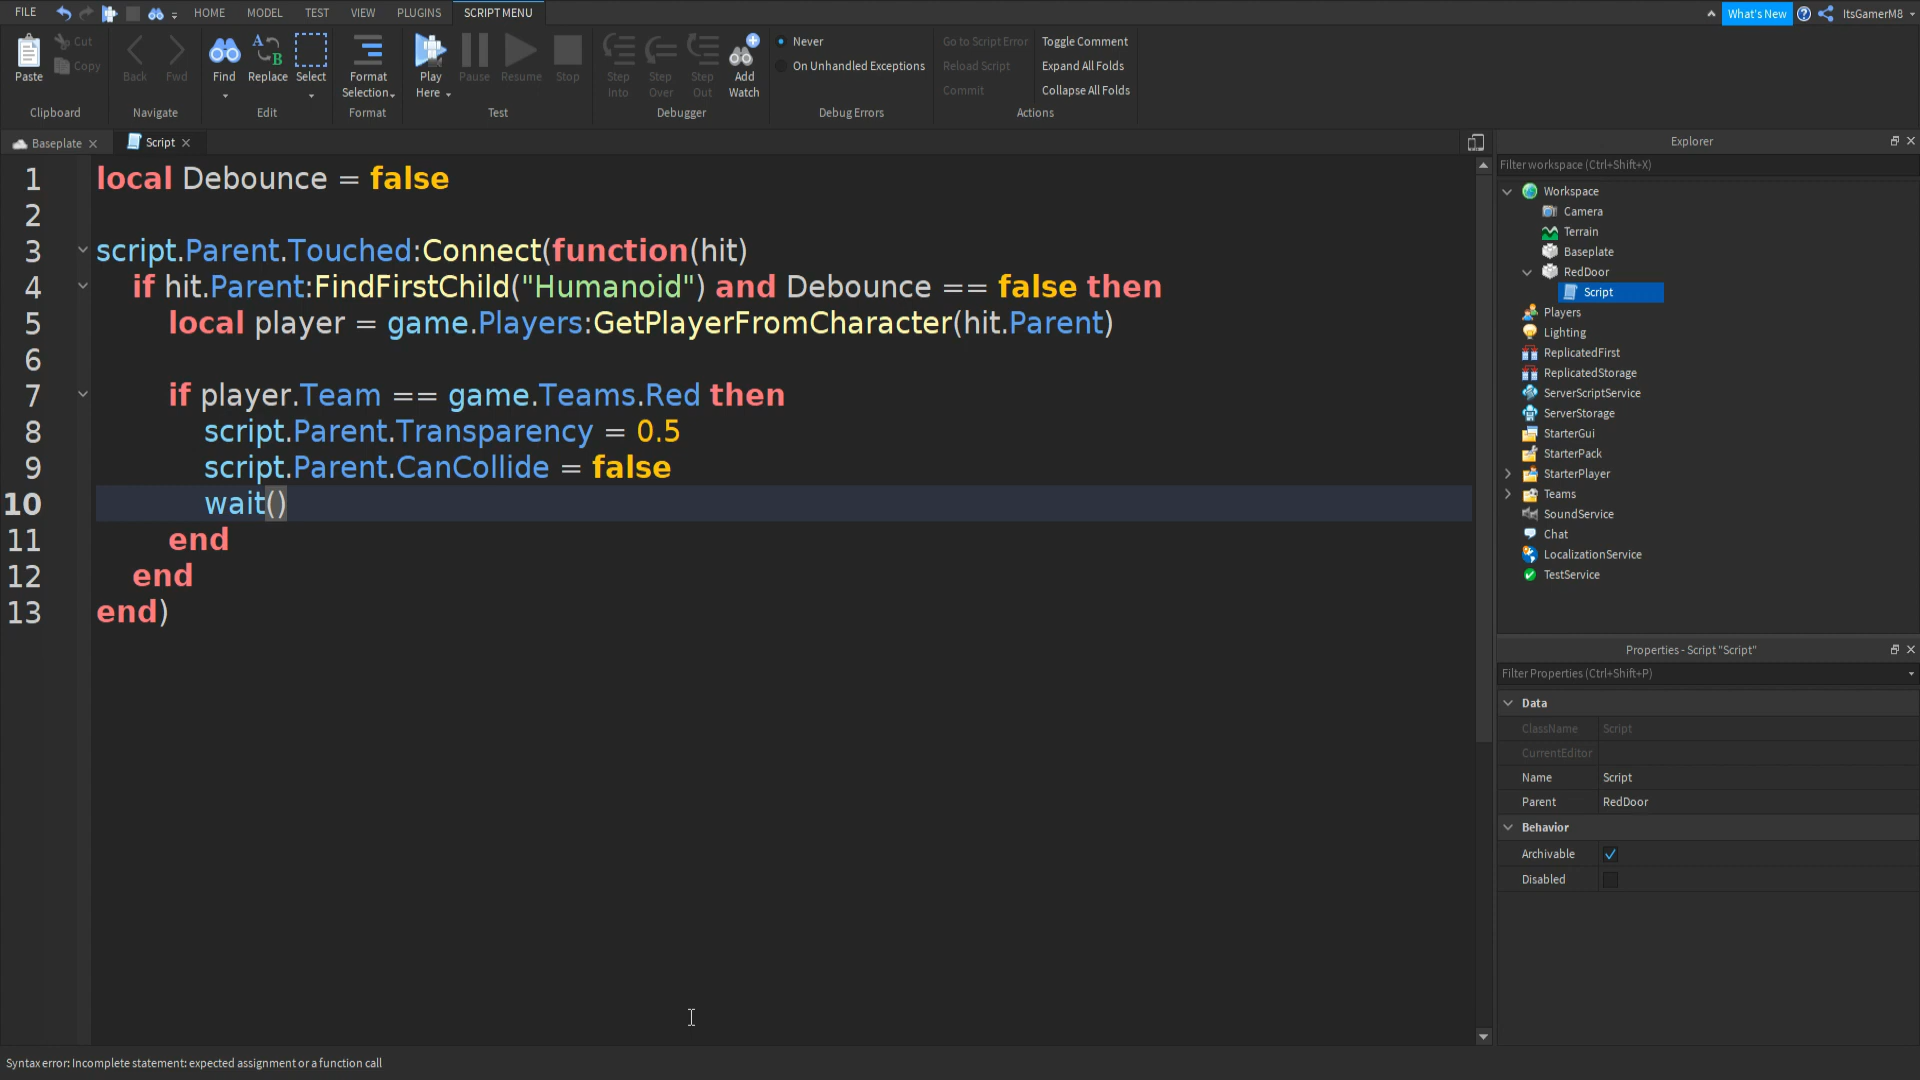 FILE HOME MODEL TEST VIEW PLUGINS SCRIPT MENU What's New ItsGamerM8
Paste Cut Copy
Clipboard
Back Fwd
Navigate
Find Replace Select
Edit
Format Selection
Format
Play Here Pause Resume Stop
Test
Step Into Step Over Step Out Add Watch
Debugger
Never
On Unhandled Exceptions
Debug Errors
Go to Script Error Toggle Comment
Reload Script Expand All Folds
Commit Collapse All Folds
Actions
Baseplate Script
1 local Debounce = false
2
3 script.Parent.Touched:Connect(function(hit)
4 if hit.Parent:FindFirstChild("Humanoid") and Debounce == false then
5 local player = game.Players:GetPlayerFromCharacter(hit.Parent)
6
7 if player.Team == game.Teams.Red then
8 script.Parent.Transparency = 0.5
9 script.Parent.CanCollide = false
10 wait()
11 end
12 end
13 end)
Explorer
Filter workspace (Ctrl+Shift+X)
Workspace
Camera
Terrain
Baseplate
RedDoor
Script
Players
Lighting
ReplicatedFirst
ReplicatedStorage
ServerScriptService
ServerStorage
StarterGui
StarterPack
StarterPlayer
Teams
SoundService
Chat
LocalizationService
TestService
Properties - Script "Script"
Filter Properties (Ctrl+Shift+P)
Data
ClassName Script
CurrentEditor
Name Script
Parent RedDoor
Behavior
Archivable
Disabled
Syntax error: Incomplete statement: expected assignment or a function call